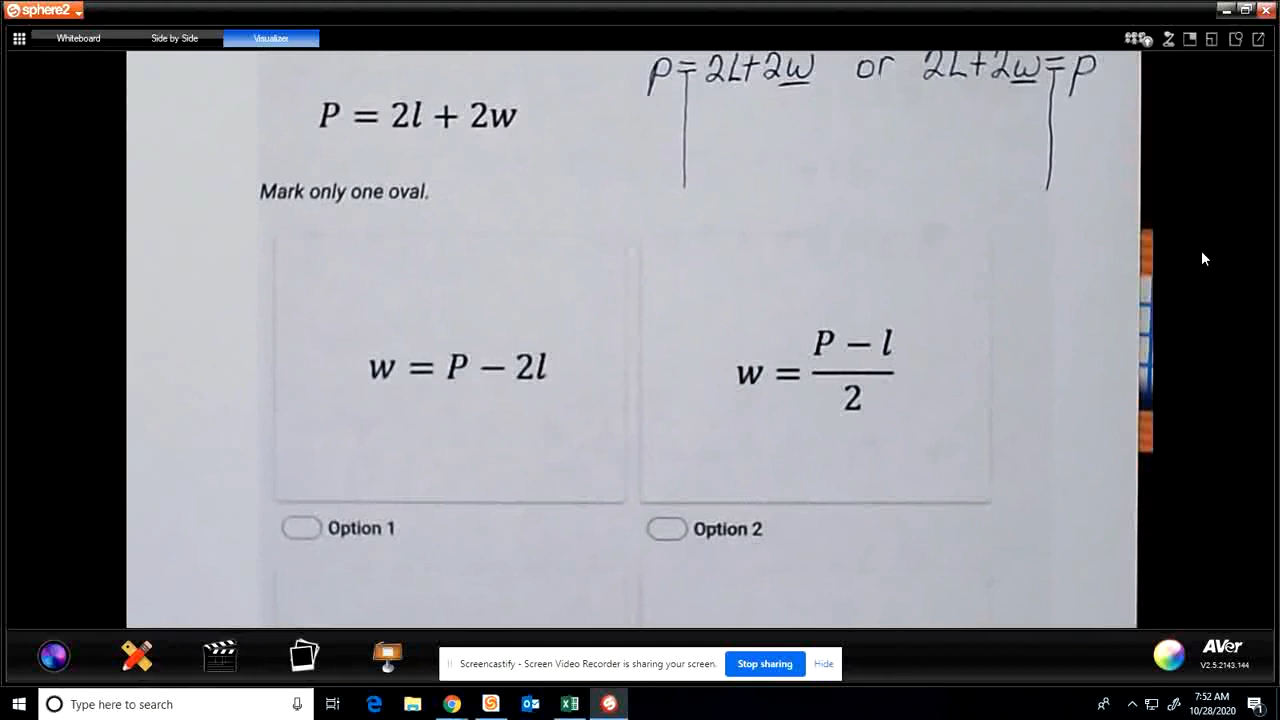 sphere2
Whiteboard Side by Side Visualizer
p = 2L + 2w or 2L + 2w = p
P = 2l + 2w
Mark only one oval.
w = P − 2l
w = \frac{P − l}{2}
Option 1
Option 2
Screencastify - Screen Video Recorder is sharing your screen.
Stop sharing
Hide
AVer
V2.5.2143.144
Type here to search
7:52 AM
10/28/2020
1